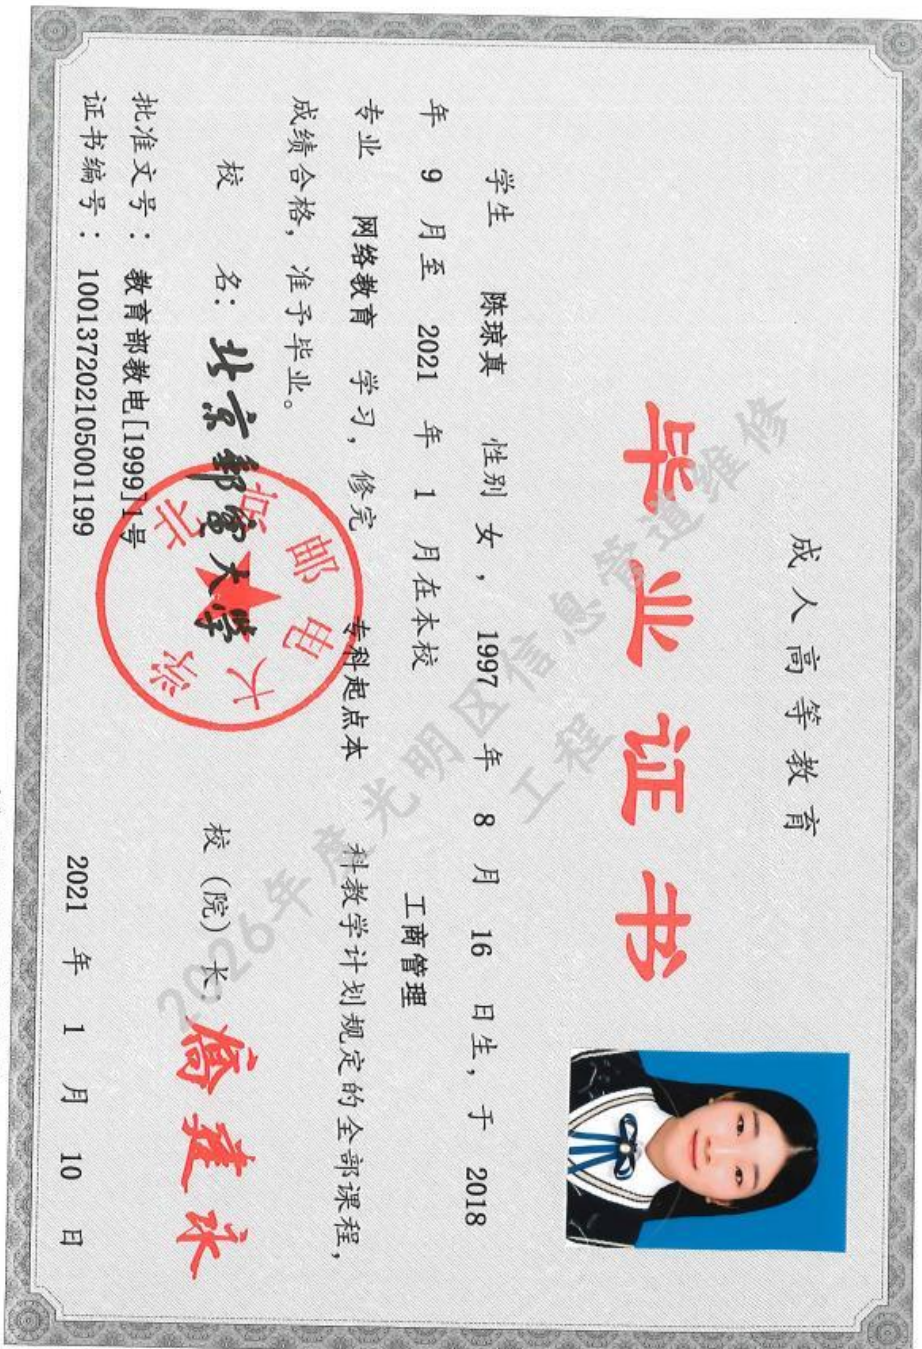 成人高等教育
毕业证书
学生 陈琼真 性别 女 ， 1997 年 8 月 16 日生，于 2018
年 9 月至 2021 年 1 月在本校 工商管理
专业 网络教育 学习，修完 专科起点本 科教学计划规定的全部课程，
成绩合格，准予毕业。
校 名：北京邮电大学 校（院）长：乔建永
北京邮电大学
批准文号：教育部教电[1999]1号
证书编号：100137202105001199 2021 年 1 月 10 日
2026年度光明区信息管道维修
工程